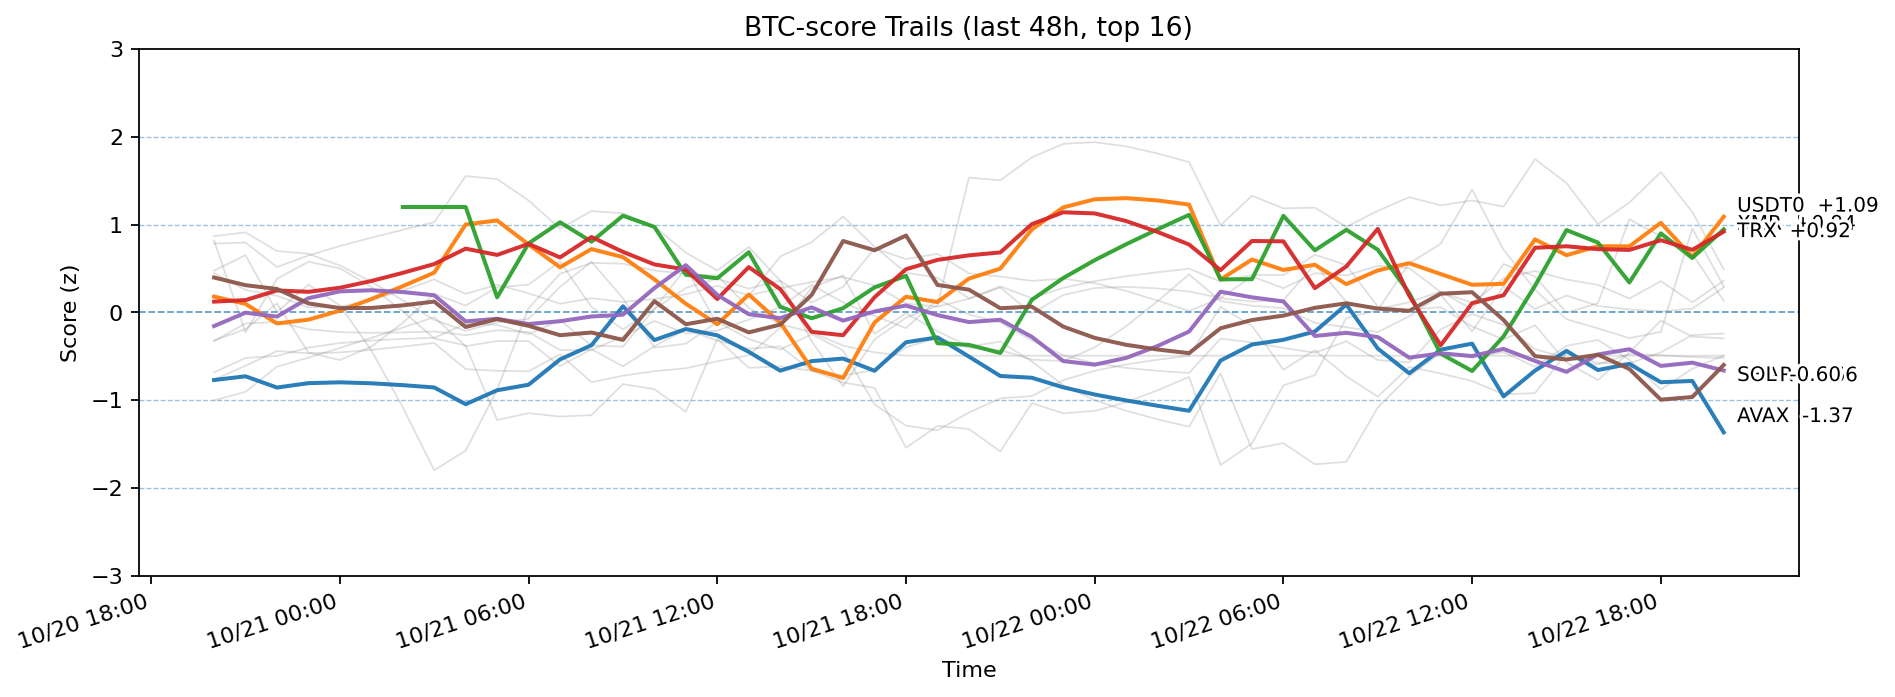 BTC-score Trails (last 48h, top 16)
Score (z)
3
2
1
0
−1
−2
−3
USDT0 +1.09
TRX +0.92
AVAX -1.37
10/20 18:00
10/21 00:00
10/21 06:00
10/21 12:00
10/21 18:00
10/22 00:00
10/22 06:00
10/22 12:00
10/22 18:00
Time